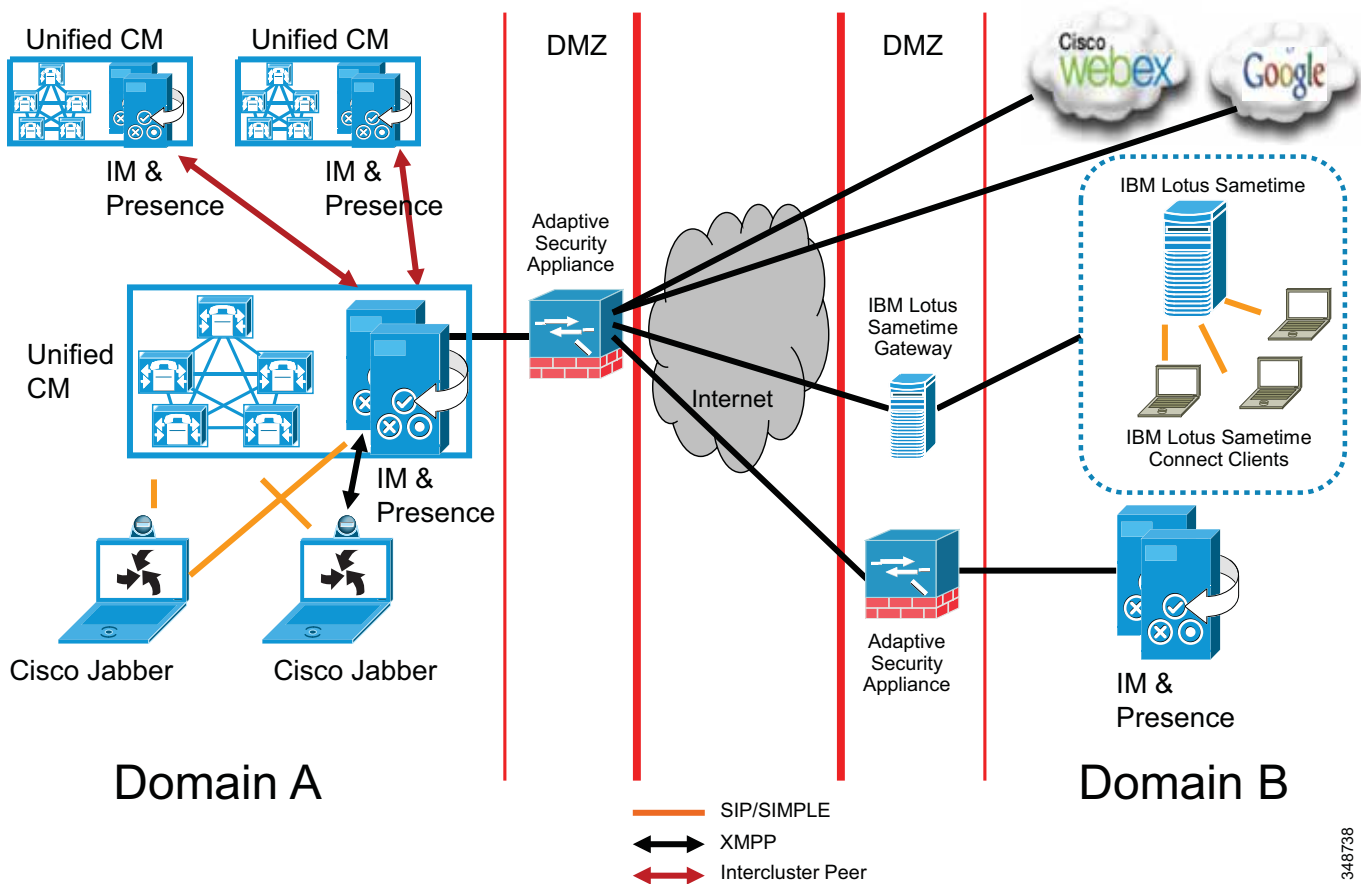 Unified CM
Unified CM
DMZ
DMZ
Cisco
webex
Google
IM &
Presence
IM &
Presence
Adaptive
Security
Appliance
IBM Lotus Sametime
Unified
CM
IBM Lotus
Sametime
Gateway
Internet
IBM Lotus Sametime
Connect Clients
IM &
Presence
Cisco Jabber
Cisco Jabber
Adaptive
Security
Appliance
IM &
Presence
Domain A
Domain B
SIP/SIMPLE
XMPP
Intercluster Peer
348738